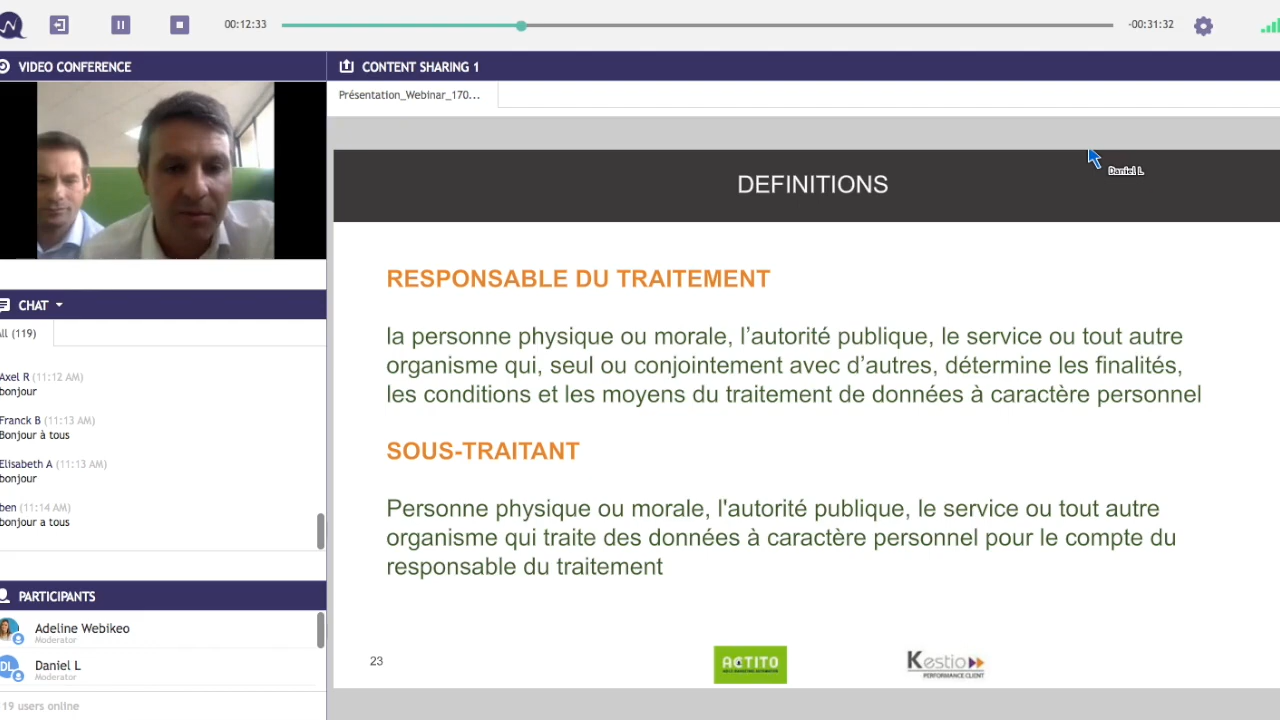 00:12:33
-00:31:32
VIDEO CONFERENCE
CONTENT SHARING 1
Présentation_Webinar_170...
Daniel L
DEFINITIONS
RESPONSABLE DU TRAITEMENT
la personne physique ou morale, l’autorité publique, le service ou tout autre
organisme qui, seul ou conjointement avec d’autres, détermine les finalités,
les conditions et les moyens du traitement de données à caractère personnel
SOUS-TRAITANT
Personne physique ou morale, l'autorité publique, le service ou tout autre
organisme qui traite des données à caractère personnel pour le compte du
responsable du traitement
23
ACTITO
Kestio
PERFORMANCE CLIENT
CHAT
All (119)
Axel R (11:12 AM)
bonjour
Franck B (11:13 AM)
Bonjour à tous
Elisabeth A (11:13 AM)
bonjour
ben (11:14 AM)
bonjour a tous
PARTICIPANTS
Adeline Webikeo
Moderator
DL
Daniel L
Moderator
19 users online